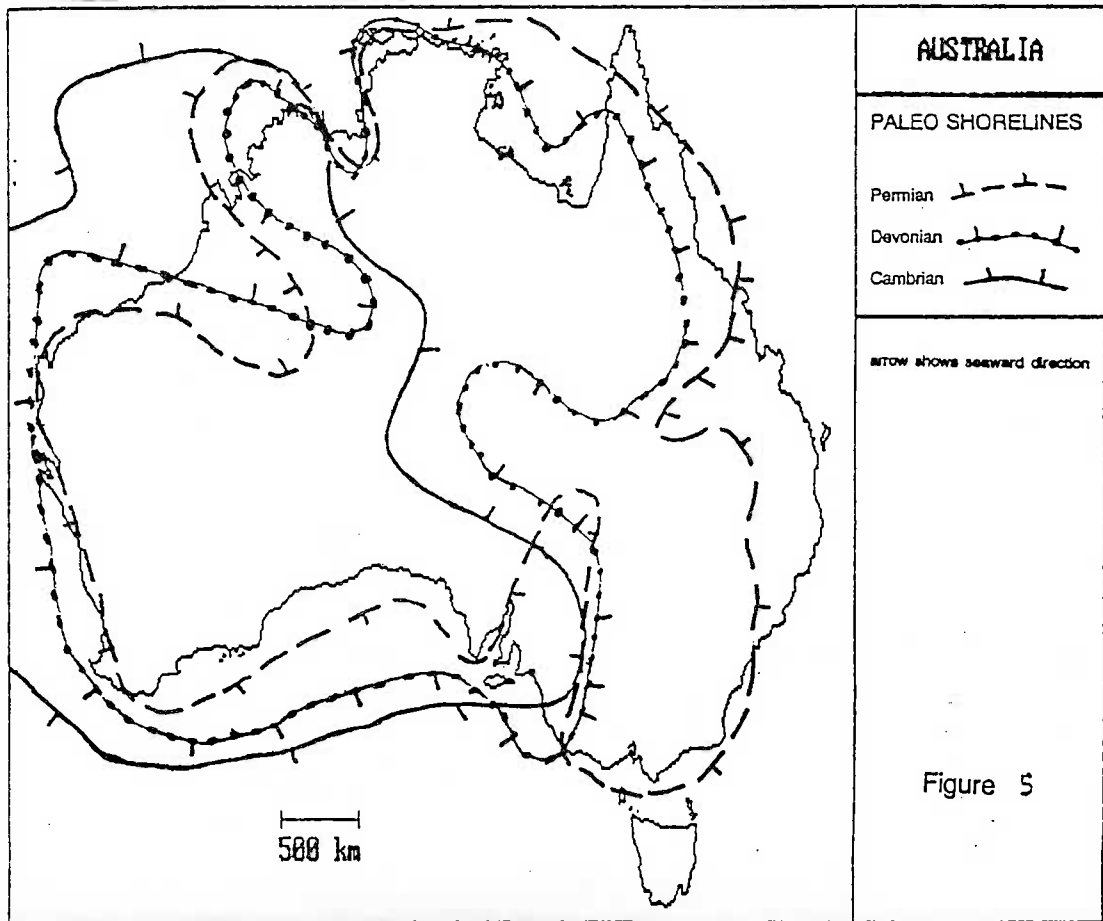 AUSTRALIA
PALEO SHORELINES
Permian
Devonian
Cambrian
arrow shows seaward direction
Figure 5
500 km